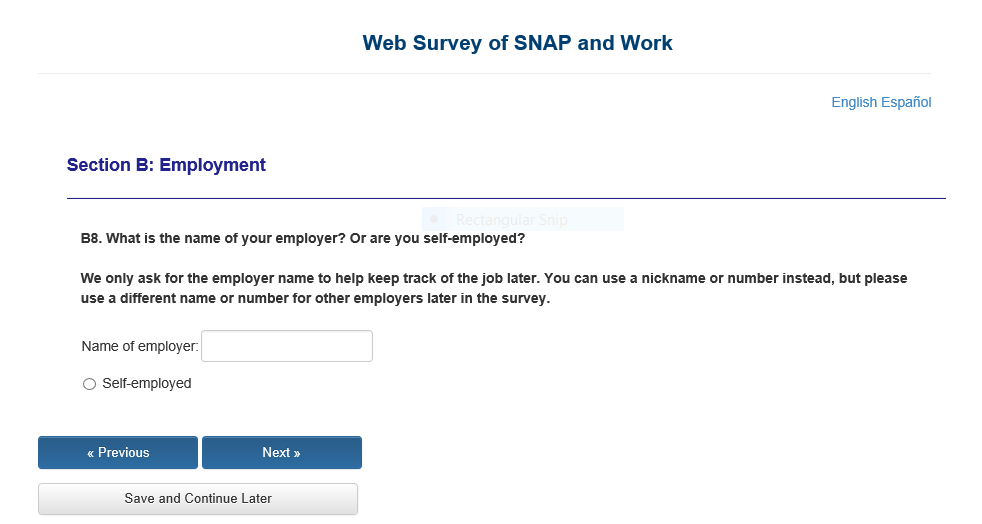 Web Survey of SNAP and Work
English Español
Section B: Employment
Rectangular Snip
B8. What is the name of your employer? Or are you self-employed?
We only ask for the employer name to help keep track of the job later. You can use a nickname or number instead, but please
use a different name or number for other employers later in the survey.
Name of employer:
Self-employed
« Previous
Next »
Save and Continue Later